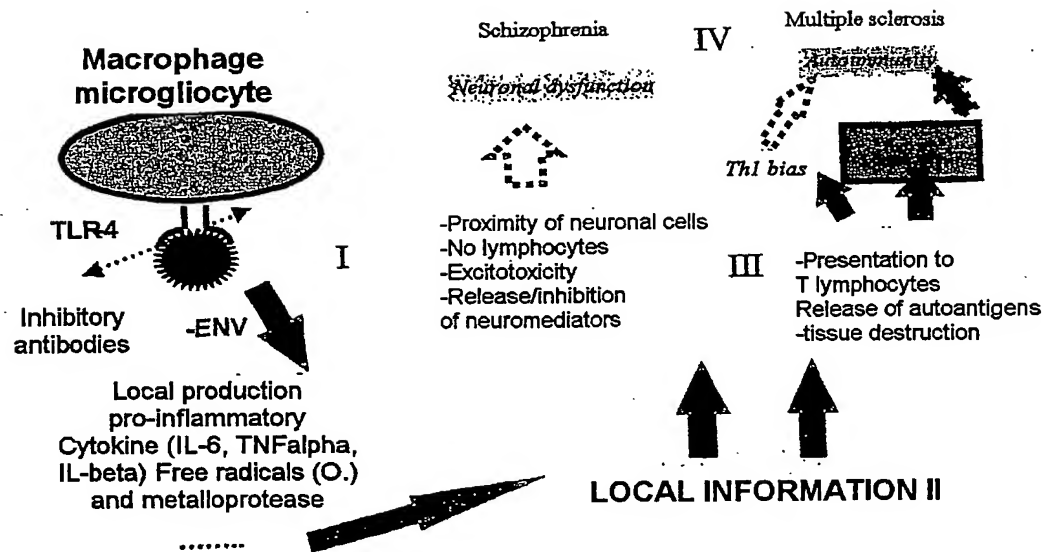 Macrophage
microgliocyte
TLR4
Inhibitory
antibodies
I
-ENV
Local production
pro-inflammatory
Cytokine (IL-6, TNFalpha,
IL-beta) Free radicals (O.)
and metalloprotease
.........
Schizophrenia
Neuronal dysfunction
-Proximity of neuronal cells
-No lymphocytes
-Excitotoxicity
-Release/inhibition
of neuromediators
IV
Multiple sclerosis
Autoimmunity
Th1 bias
III
-Presentation to
T lymphocytes
Release of autoantigens
-tissue destruction
LOCAL INFORMATION II